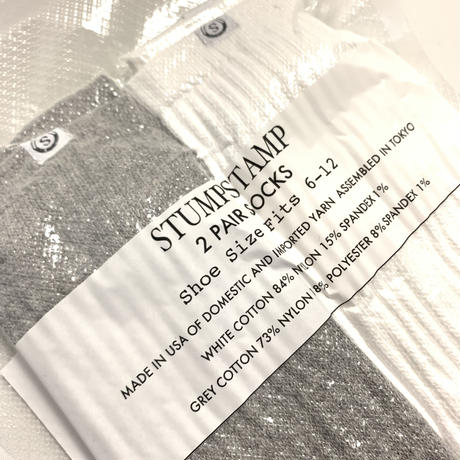 S
S
STUMPSTAMP
2 PAIR SOCKS
Shoe Size Fits 6-12
MADE IN USA OF DOMESTIC AND IMPORTED YARN ASSEMBLED IN TOKYO
WHITE COTTON 84% NYLON 15% SPANDEX 1%
GREY COTTON 73% NYLON 18% POLYESTER 8% SPANDEX 1%